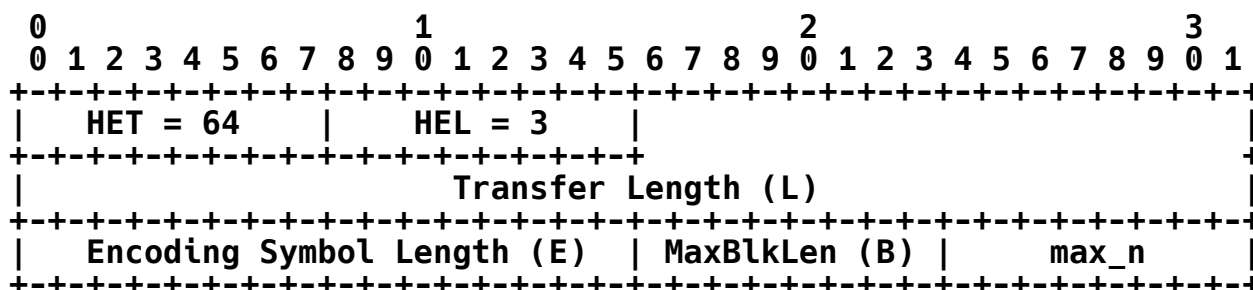 0                   1                   2                   3
 0 1 2 3 4 5 6 7 8 9 0 1 2 3 4 5 6 7 8 9 0 1 2 3 4 5 6 7 8 9 0 1
+-+-+-+-+-+-+-+-+-+-+-+-+-+-+-+-+-+-+-+-+-+-+-+-+-+-+-+-+-+-+-+-+
|   HET = 64    |    HEL = 3    |                               |
+-+-+-+-+-+-+-+-+-+-+-+-+-+-+-+-+                               +
|                      Transfer Length (L)                      |
+-+-+-+-+-+-+-+-+-+-+-+-+-+-+-+-+-+-+-+-+-+-+-+-+-+-+-+-+-+-+-+-+
|   Encoding Symbol Length (E)  | MaxBlkLen (B) |     max_n     |
+-+-+-+-+-+-+-+-+-+-+-+-+-+-+-+-+-+-+-+-+-+-+-+-+-+-+-+-+-+-+-+-+